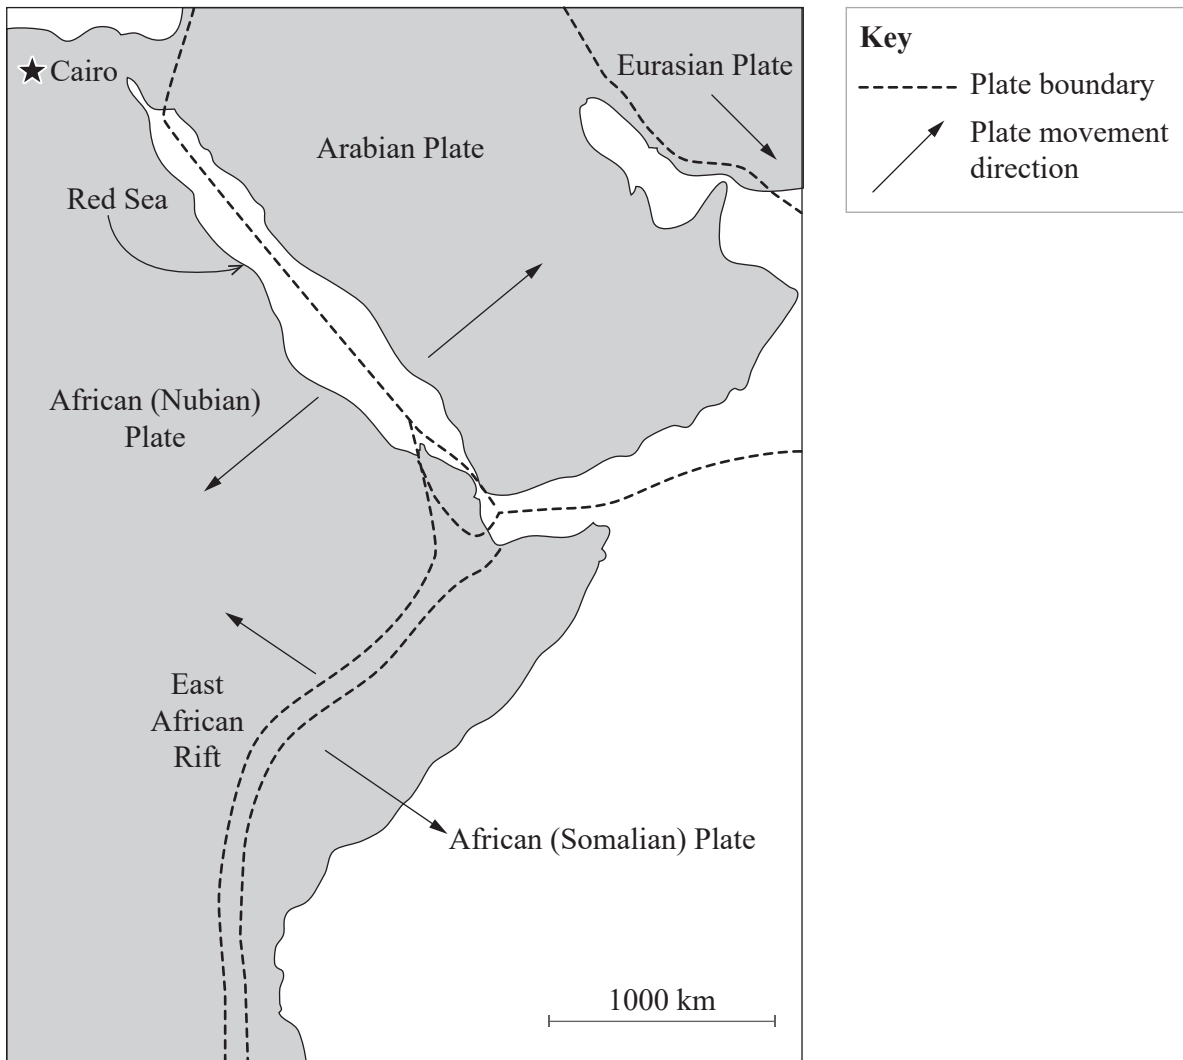 Cairo
Eurasian Plate
Arabian Plate
Red Sea
African (Nubian)
Plate
East
African
Rift
African (Somalian) Plate
1000 km
Key
Plate boundary
Plate movement
direction